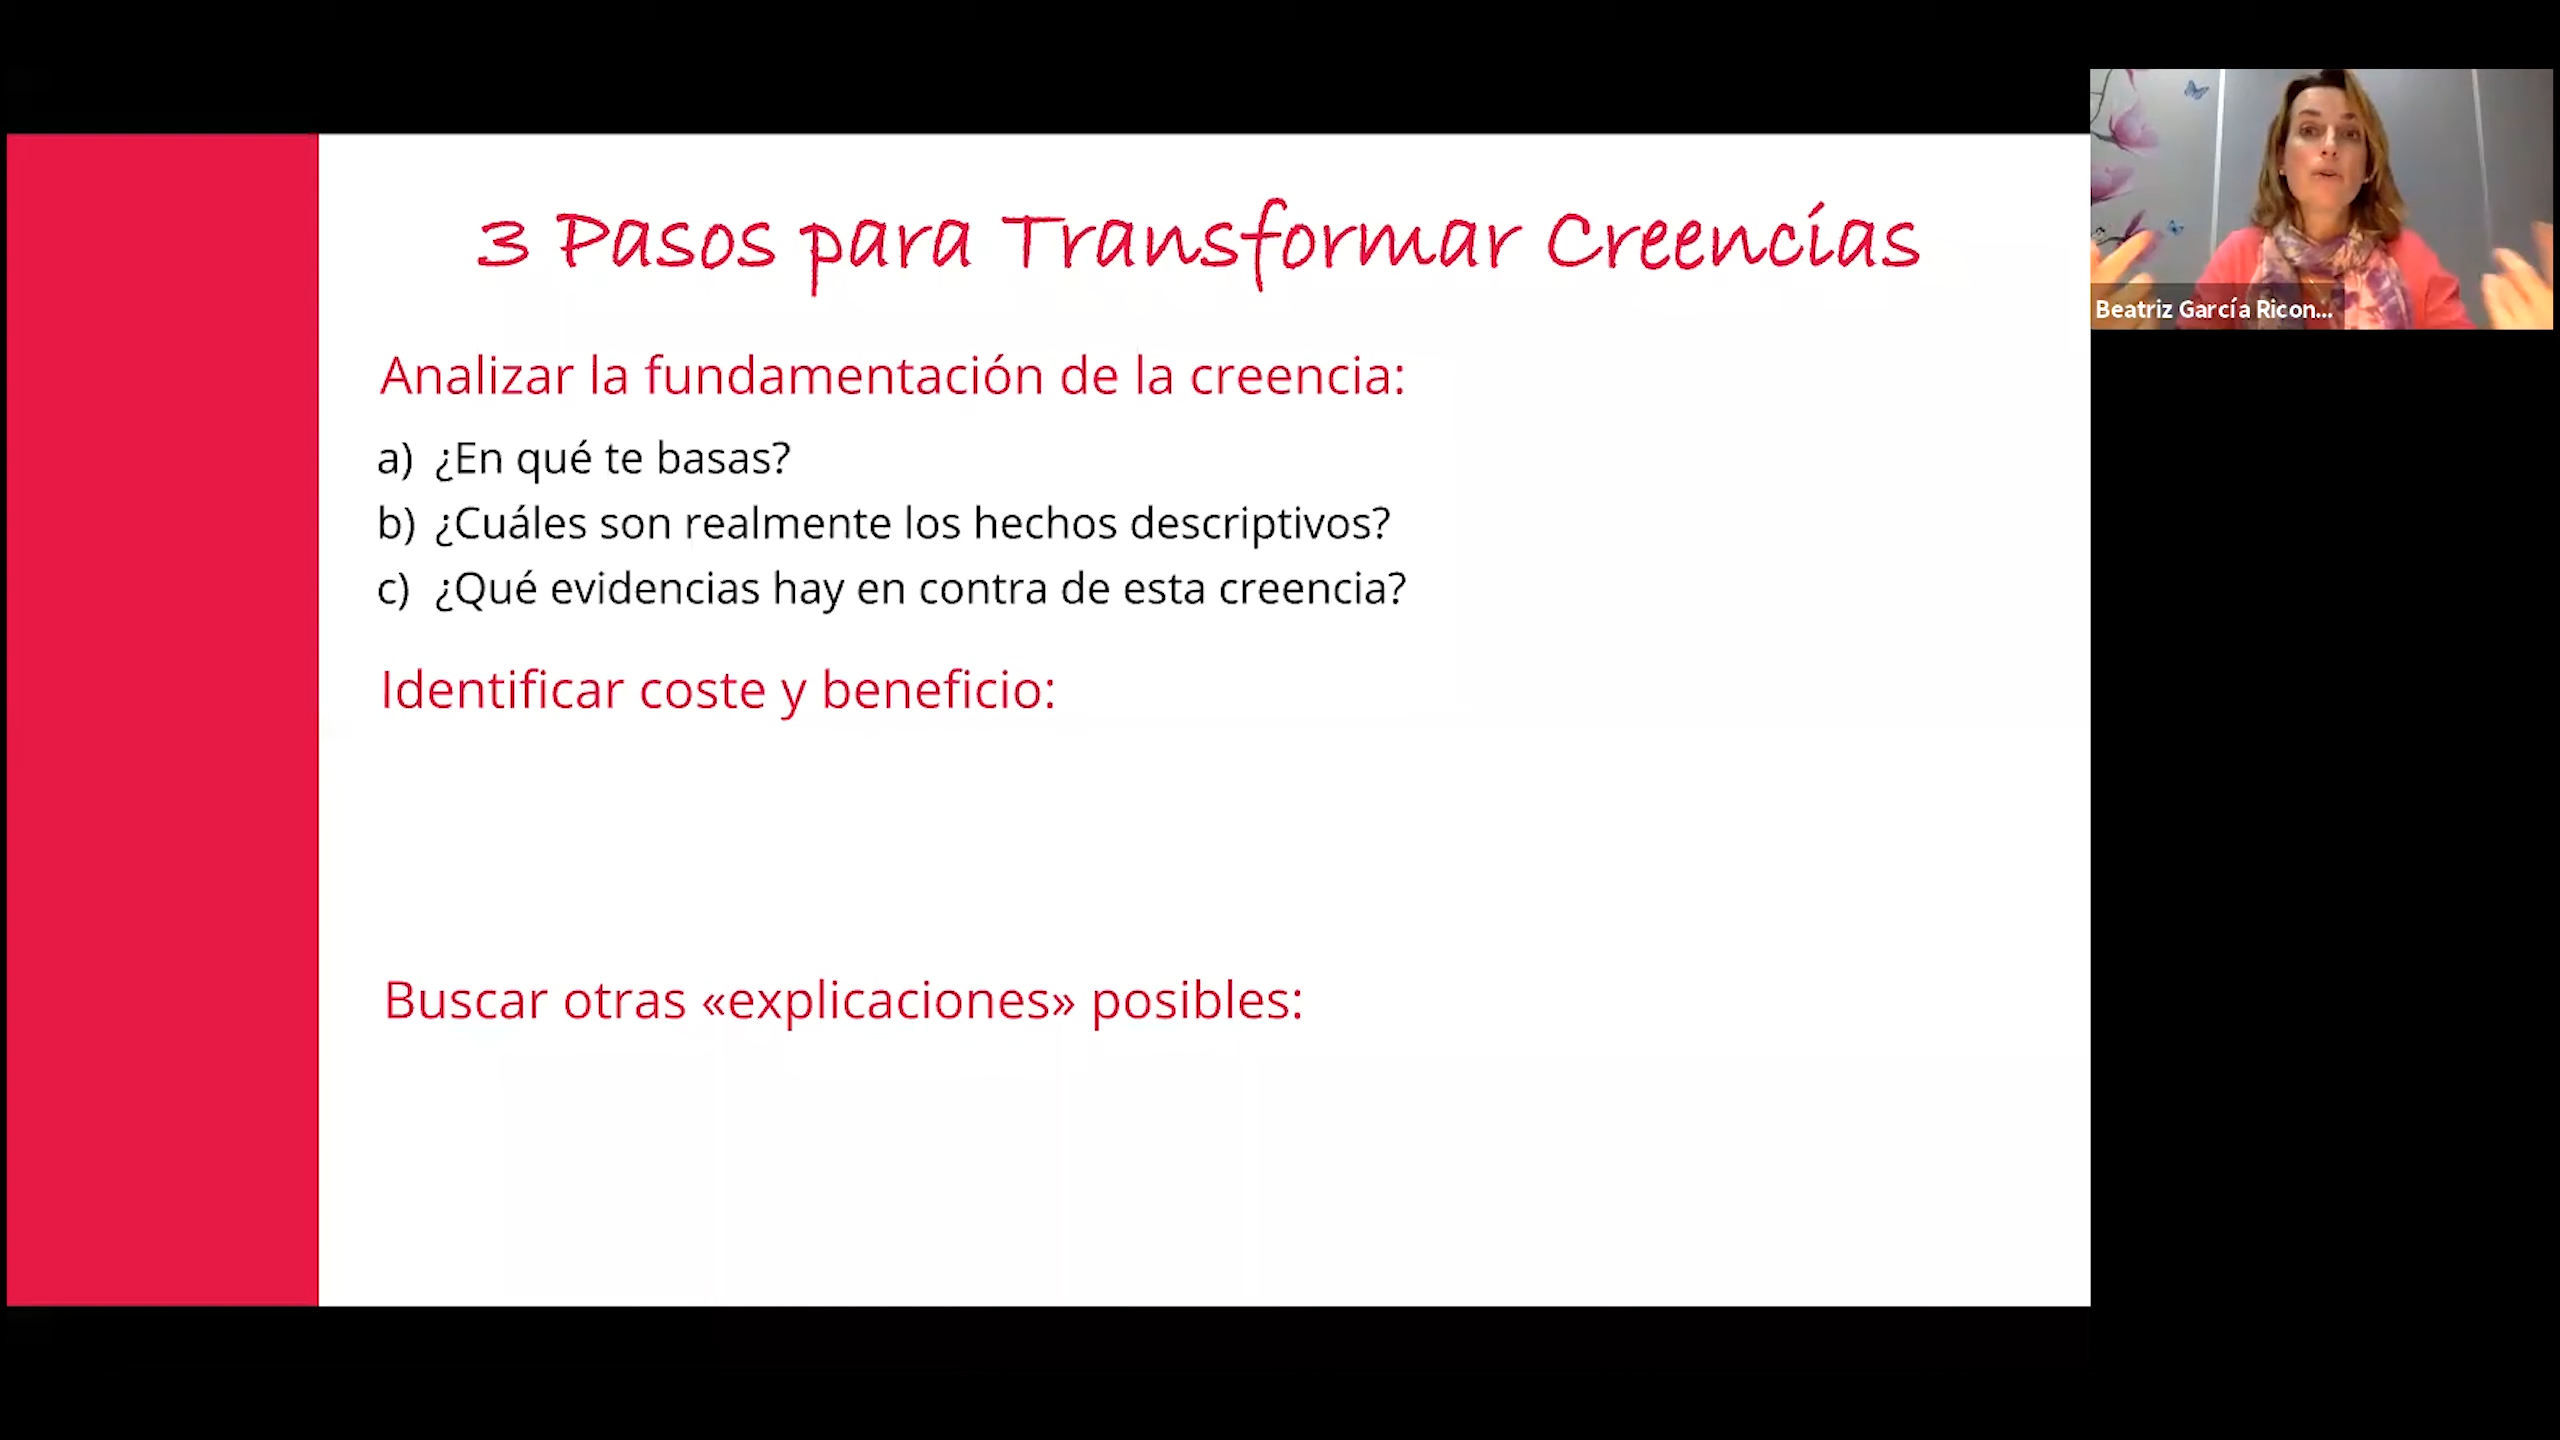 3 Pasos para Transformar Creencias
Analizar la fundamentación de la creencia:
a) ¿En qué te basas?
b) ¿Cuáles son realmente los hechos descriptivos?
c) ¿Qué evidencias hay en contra de esta creencia?
Identificar coste y beneficio:
Buscar otras «explicaciones» posibles:
Beatriz García Ricon...